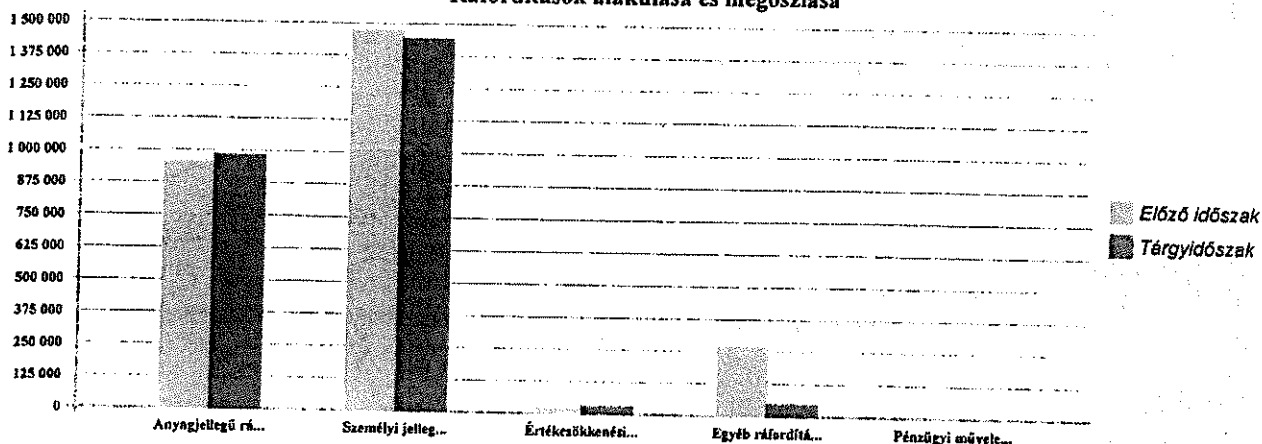 Ráfordítások alakulása és megoszlása
1 500 000
1 375 000
1 250 000
1 125 000
1 000 000
875 000
750 000
625 000
500 000
375 000
250 000
125 000
0
Anyagjellegű rá...
Személyi jelleg...
Értékcsökkenési...
Egyéb ráfordítá...
Pénzügyi művele...
Előző időszak
Tárgyidőszak